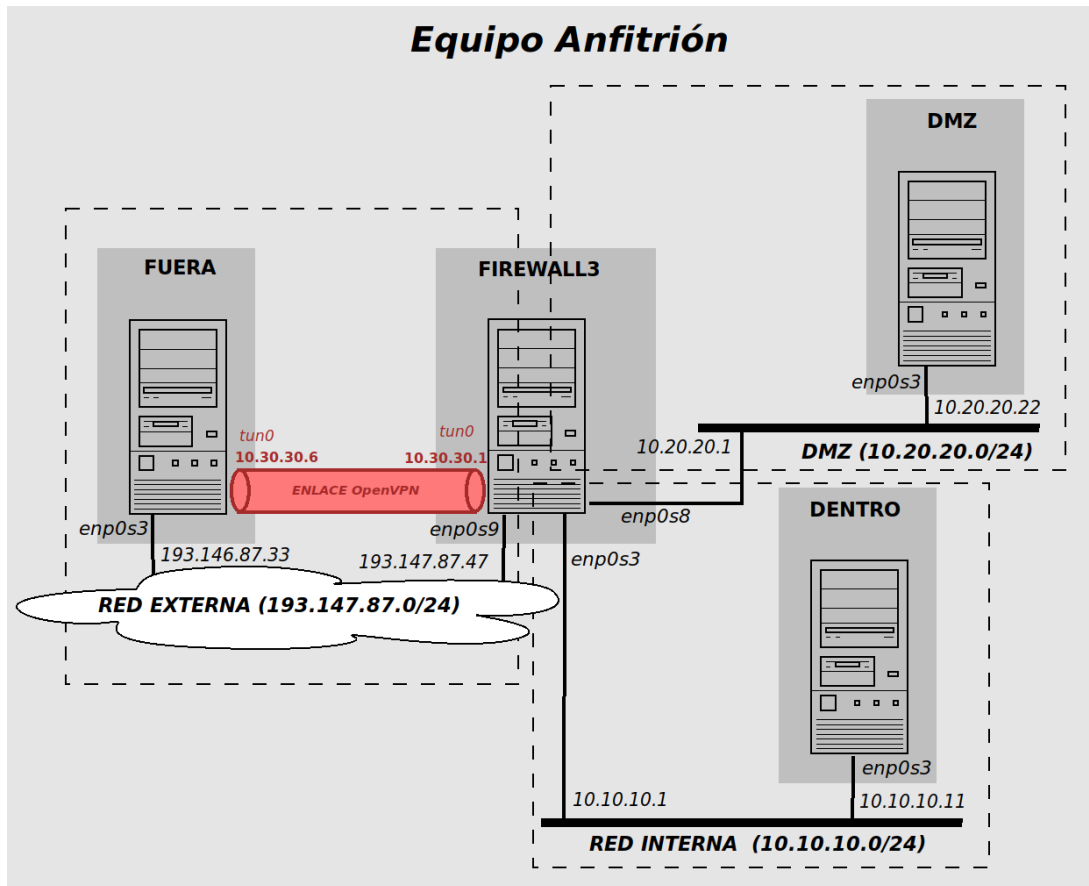 Equipo Anfitrión
DMZ
enp0s3
10.20.20.22
10.20.20.1
DMZ (10.20.20.0/24)
FUERA
FIREWALL3
tun0
tun0
10.30.30.6
10.30.30.1
ENLACE OpenVPN
enp0s3
enp0s9
enp0s8
193.146.87.33
193.147.87.47
enp0s3
RED EXTERNA (193.147.87.0/24)
DENTRO
enp0s3
10.10.10.1
10.10.10.11
RED INTERNA (10.10.10.0/24)